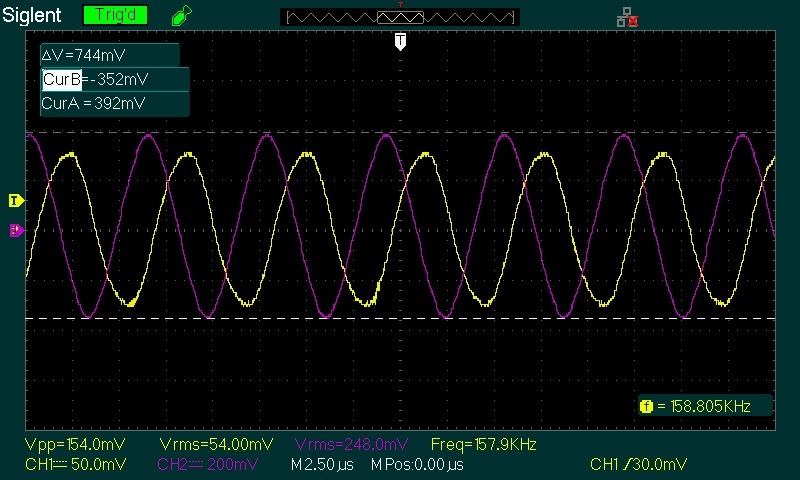 Siglent Trig'd T
T
ΔV=744mV
CurB=-352mV
CurA =392mV
T
f = 158.805KHz
Vpp=154.0mV Vrms=54.00mV Vrms=248.0mV Freq=157.9KHz
CH1 50.0mV CH2 200mV M 2.50 µs M Pos:0.00 µs CH1 /30.0mV